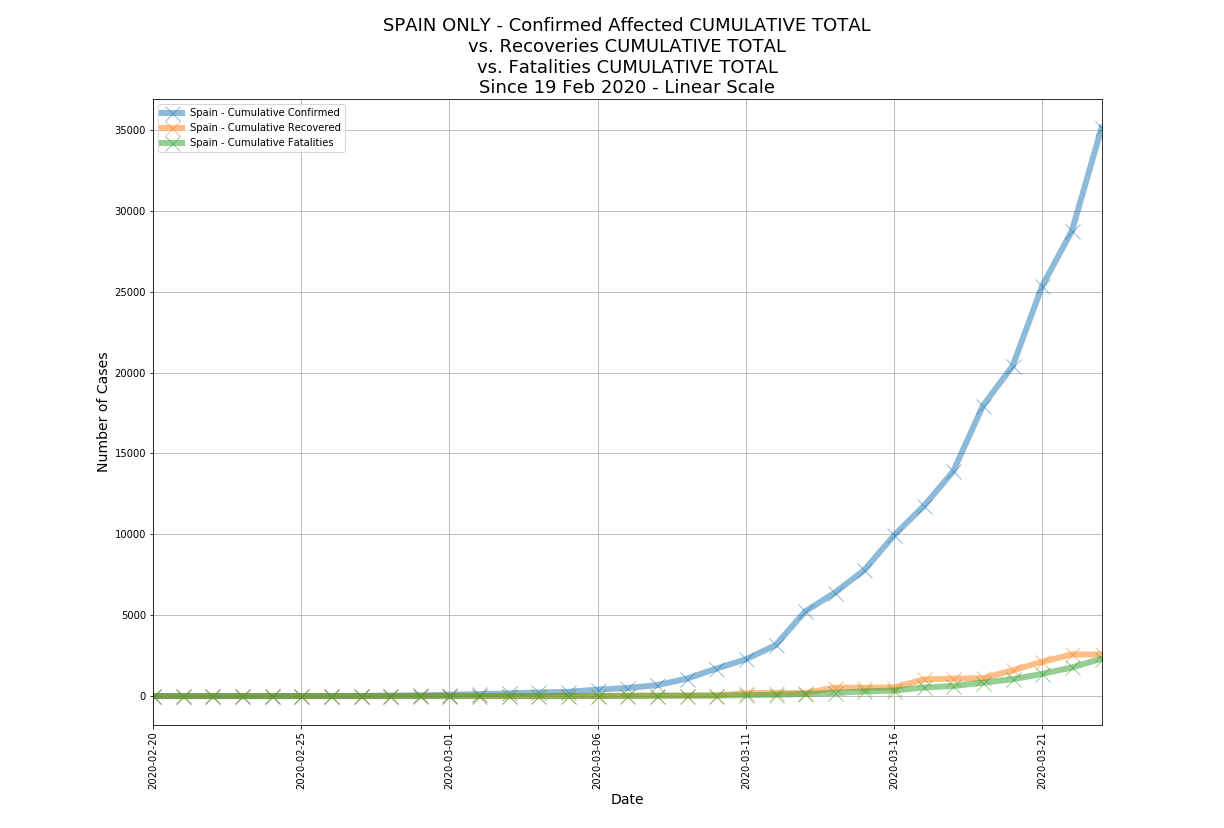 SPAIN ONLY - Confirmed Affected CUMULATIVE TOTAL
vs. Recoveries CUMULATIVE TOTAL
vs. Fatalities CUMULATIVE TOTAL
Since 19 Feb 2020 - Linear Scale
Spain - Cumulative Confirmed
Spain - Cumulative Recovered
Spain - Cumulative Fatalities
35000
30000
25000
20000
15000
10000
5000
0
Number of Cases
2020-02-20
2020-02-25
2020-03-01
2020-03-06
2020-03-11
2020-03-16
2020-03-21
Date